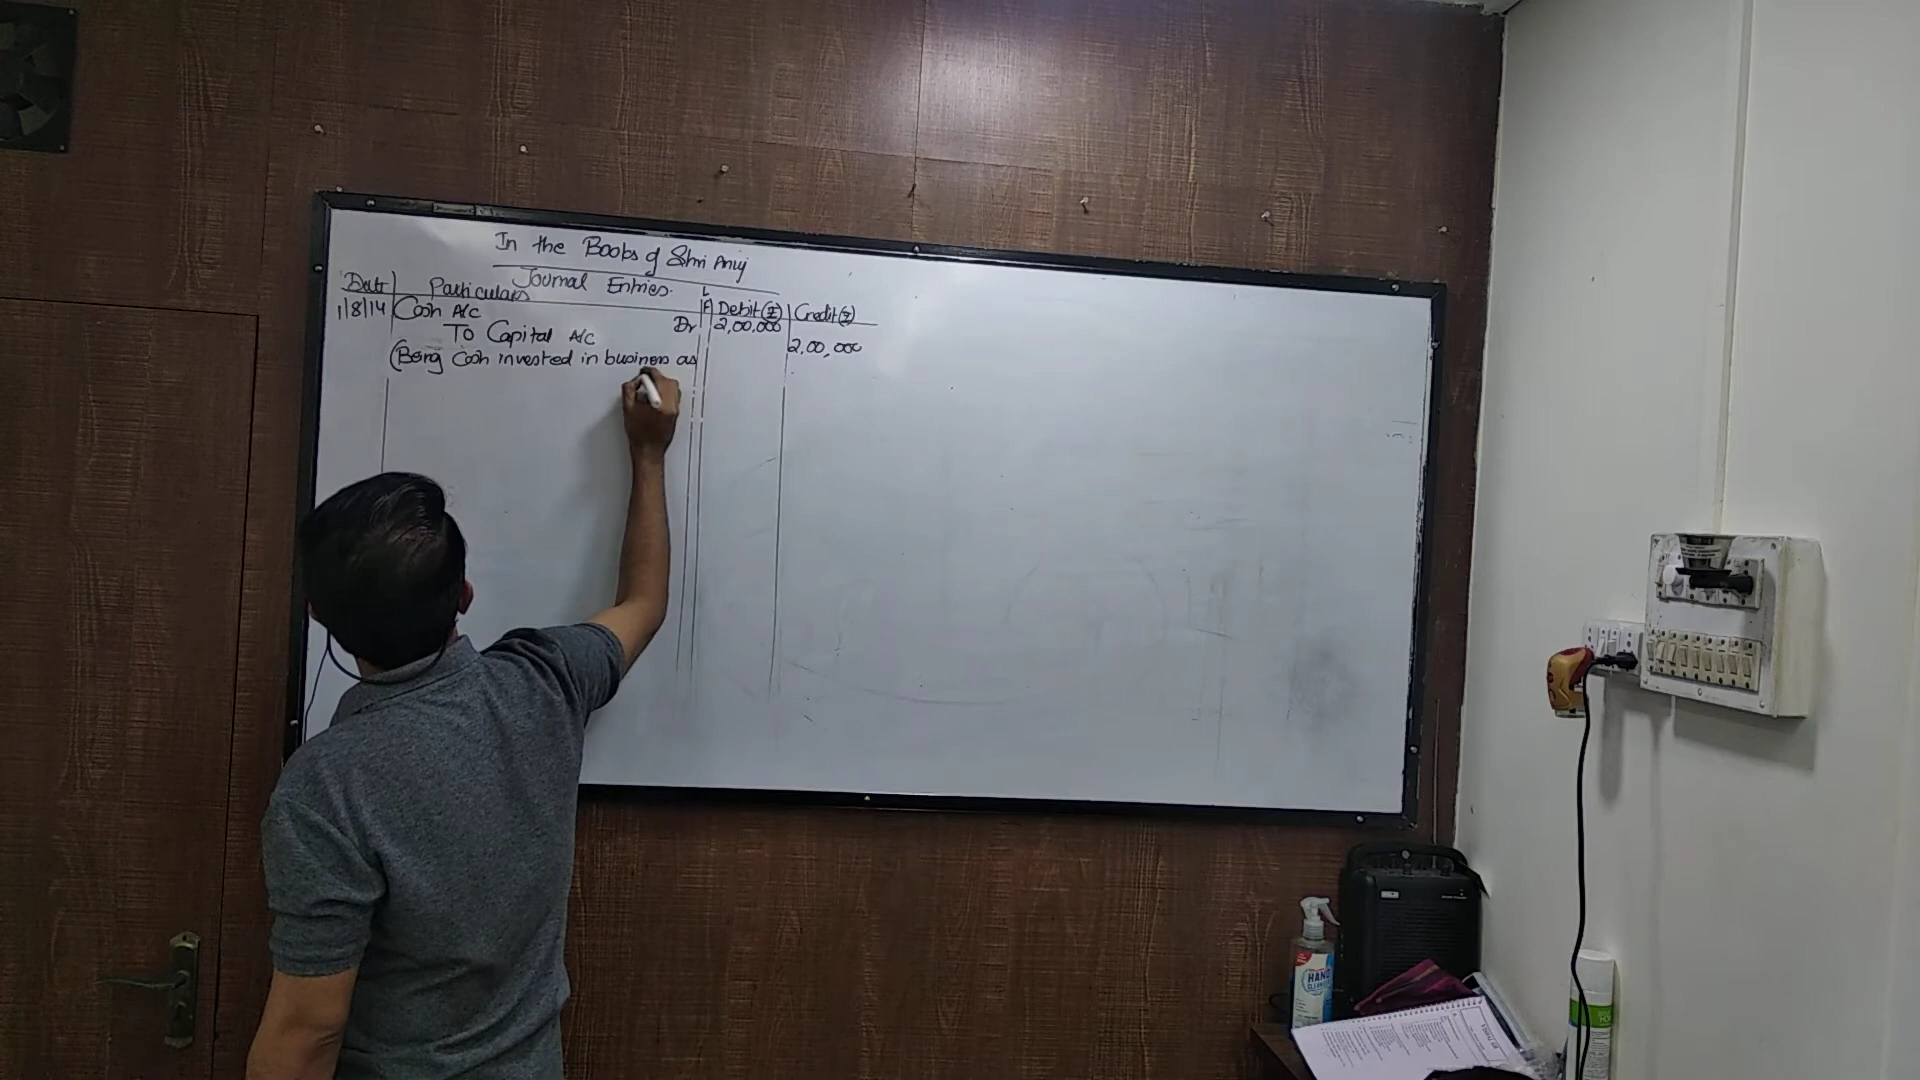 In the Books of Shri Anuj
Journal Entries.
Date Particulars L F Debit (₹) Credit (₹)
1/8/14 Cash A/c Dr 2,00,000
To Capital A/c 2,00,000
(Being Cash invested in business as
HAND